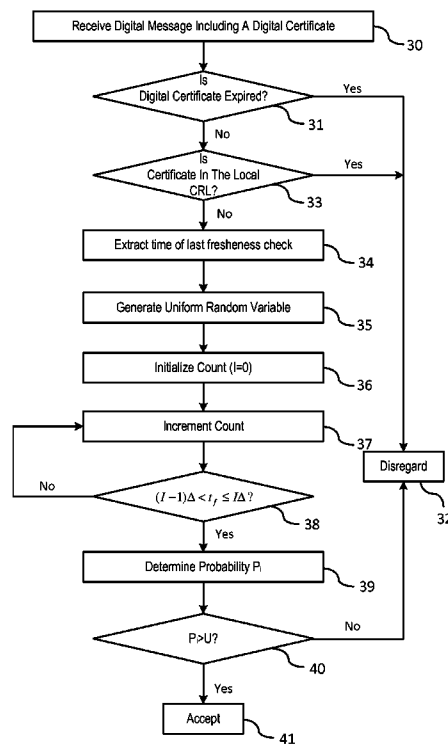 Receive Digital Message Including A Digital Certificate
30
Is
Digital Certificate Expired?
Yes
31
No
Is
Certificate In The Local
CRL?
Yes
33
No
Extract time of last fresheness check
34
Generate Uniform Random Variable
35
Initialize Count (I=0)
36
Increment Count
37
Disregard
32
No
(I−1)Δ < t_f ≤ IΔ?
38
Yes
Determine Probability Pᵢ
39
Pᵢ>U?
No
40
Yes
Accept
41